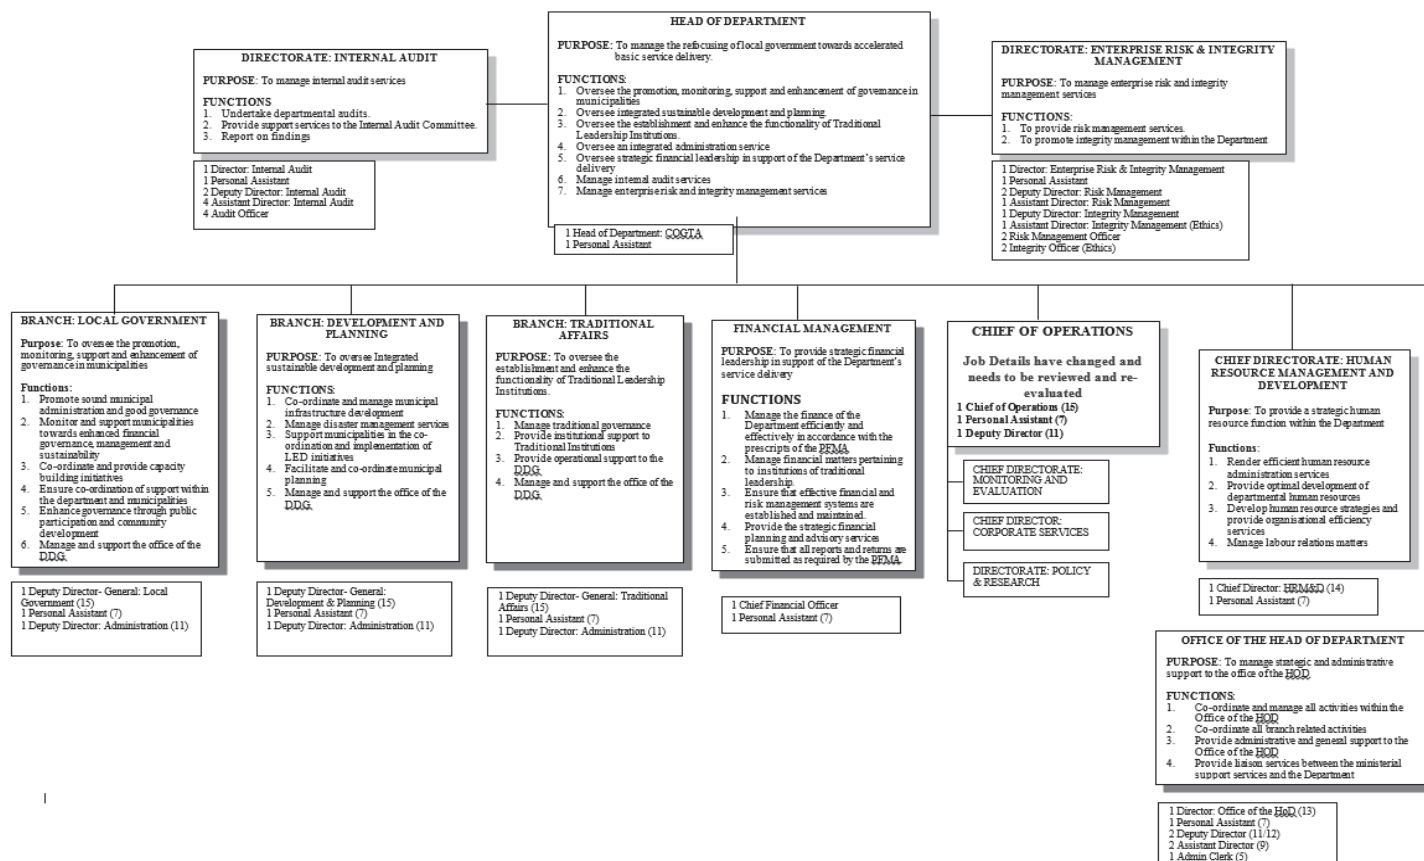 HEAD OF DEPARTMENT
PURPOSE: To manage the refocusing of local government towards accelerated
basic service delivery.
FUNCTIONS:
1. Oversee the promotion, monitoring, support and enhancement of governance in
municipalities
2. Oversee integrated sustainable development and planning
3. Oversee the establishment and enhance the functionality of Traditional
Leadership Institutions.
4. Oversee an integrated administration service
5. Oversee strategic financial leadership in support of the Department's service
delivery
6. Manage internal audit services
7. Manage enterprise risk and integrity management services
1 Head of Department: COGTA
1 Personal Assistant
DIRECTORATE: INTERNAL AUDIT
PURPOSE: To manage internal audit services
FUNCTIONS
1. Undertake departmental audits.
2. Provide support services to the Internal Audit Committee.
3. Report on findings
1 Director: Internal Audit
1 Personal Assistant
2 Deputy Director: Internal Audit
4 Assistant Director: Internal Audit
4 Audit Officer
DIRECTORATE: ENTERPRISE RISK & INTEGRITY
MANAGEMENT
PURPOSE: To manage enterprise risk and integrity
management services
FUNCTIONS:
1. To provide risk management services.
2. To promote integrity management within the Department
1 Director: Enterprise Risk & Integrity Management
1 Personal Assistant
2 Deputy Director: Risk Management
1 Assistant Director: Risk Management
1 Deputy Director: Integrity Management
1 Assistant Director: Integrity Management (Ethics)
2 Risk Management Officer
2 Integrity Officer (Ethics)
BRANCH: LOCAL GOVERNMENT
Purpose: To oversee the promotion,
monitoring, support and enhancement of
governance in municipalities
Functions:
1. Promote sound municipal
administration and good governance
2. Monitor and support municipalities
towards enhanced financial
governance, management and
sustainability
3. Co-ordinate and provide capacity
building initiatives
4. Ensure co-ordination of support within
the department and municipalities
5. Enhance governance through public
participation and community
development
6. Manage and support the office of the
DDG
1 Deputy Director- General: Local
Government (15)
1 Personal Assistant (7)
1 Deputy Director: Administration (11)
BRANCH: DEVELOPMENT AND
PLANNING
PURPOSE: To oversee Integrated
sustainable development and planning
FUNCTIONS:
1. Co-ordinate and manage municipal
infrastructure development
2. Manage disaster management services
3. Support municipalities in the co-
ordination and implementation of
LED initiatives
4. Facilitate and co-ordinate municipal
planning
5. Manage and support the office of the
DDG
1 Deputy Director- General:
Development & Planning (15)
1 Personal Assistant (7)
1 Deputy Director: Administration (11)
BRANCH: TRADITIONAL
AFFAIRS
PURPOSE: To oversee the
establishment and enhance the
functionality of Traditional Leadership
Institutions.
FUNCTIONS:
1. Manage traditional governance
2. Provide institutional support to
Traditional Institutions
3. Provide operational support to the
DDG
4. Manage and support the office of the
DDG
1 Deputy Director- General: Traditional
Affairs (15)
1 Personal Assistant (7)
1 Deputy Director: Administration (11)
FINANCIAL MANAGEMENT
PURPOSE: To provide strategic financial
leadership in support of the Department's
service delivery
FUNCTIONS
1. Manage the finance of the
Department efficiently and
effectively in accordance with the
prescripts of the PFMA
2. Manage financial matters pertaining
to institutions of traditional
leadership.
3. Ensure that effective financial and
risk management systems are
established and maintained.
4. Provide the strategic financial
planning and advisory services
5. Ensure that all reports and returns are
submitted as required by the PFMA
1 Chief Financial Officer
1 Personal Assistant (7)
CHIEF OF OPERATIONS
Job Details have changed and
needs to be reviewed and re-
evaluated
1 Chief of Operations (15)
1 Personal Assistant (7)
1 Deputy Director (11)
CHIEF DIRECTORATE:
MONITORING AND
EVALUATION
CHIEF DIRECTOR:
CORPORATE SERVICES
DIRECTORATE: POLICY
& RESEARCH
CHIEF DIRECTORATE: HUMAN
RESOURCE MANAGEMENT AND
DEVELOPMENT
Purpose: To provide a strategic human
resource function within the Department
Functions:
1. Render efficient human resource
administration services
2. Provide optimal development of
departmental human resources
3. Develop human resource strategies and
provide organisational efficiency
services
4. Manage labour relations matters
1 Chief Director: HRM&D (14)
1 Personal Assistant (7)
OFFICE OF THE HEAD OF DEPARTMENT
PURPOSE: To manage strategic and administrative
support to the office of the HOD
FUNCTIONS:
1. Co-ordinate and manage all activities within the
Office of the HOD
2. Co-ordinate all branch related activities
3. Provide administrative and general support to the
Office of the HOD
4. Provide liaison services between the ministerial
support services and the Department
1 Director: Office of the HoD (13)
1 Personal Assistant (7)
2 Deputy Director (11/12)
2 Assistant Director (9)
1 Admin Clerk (5)